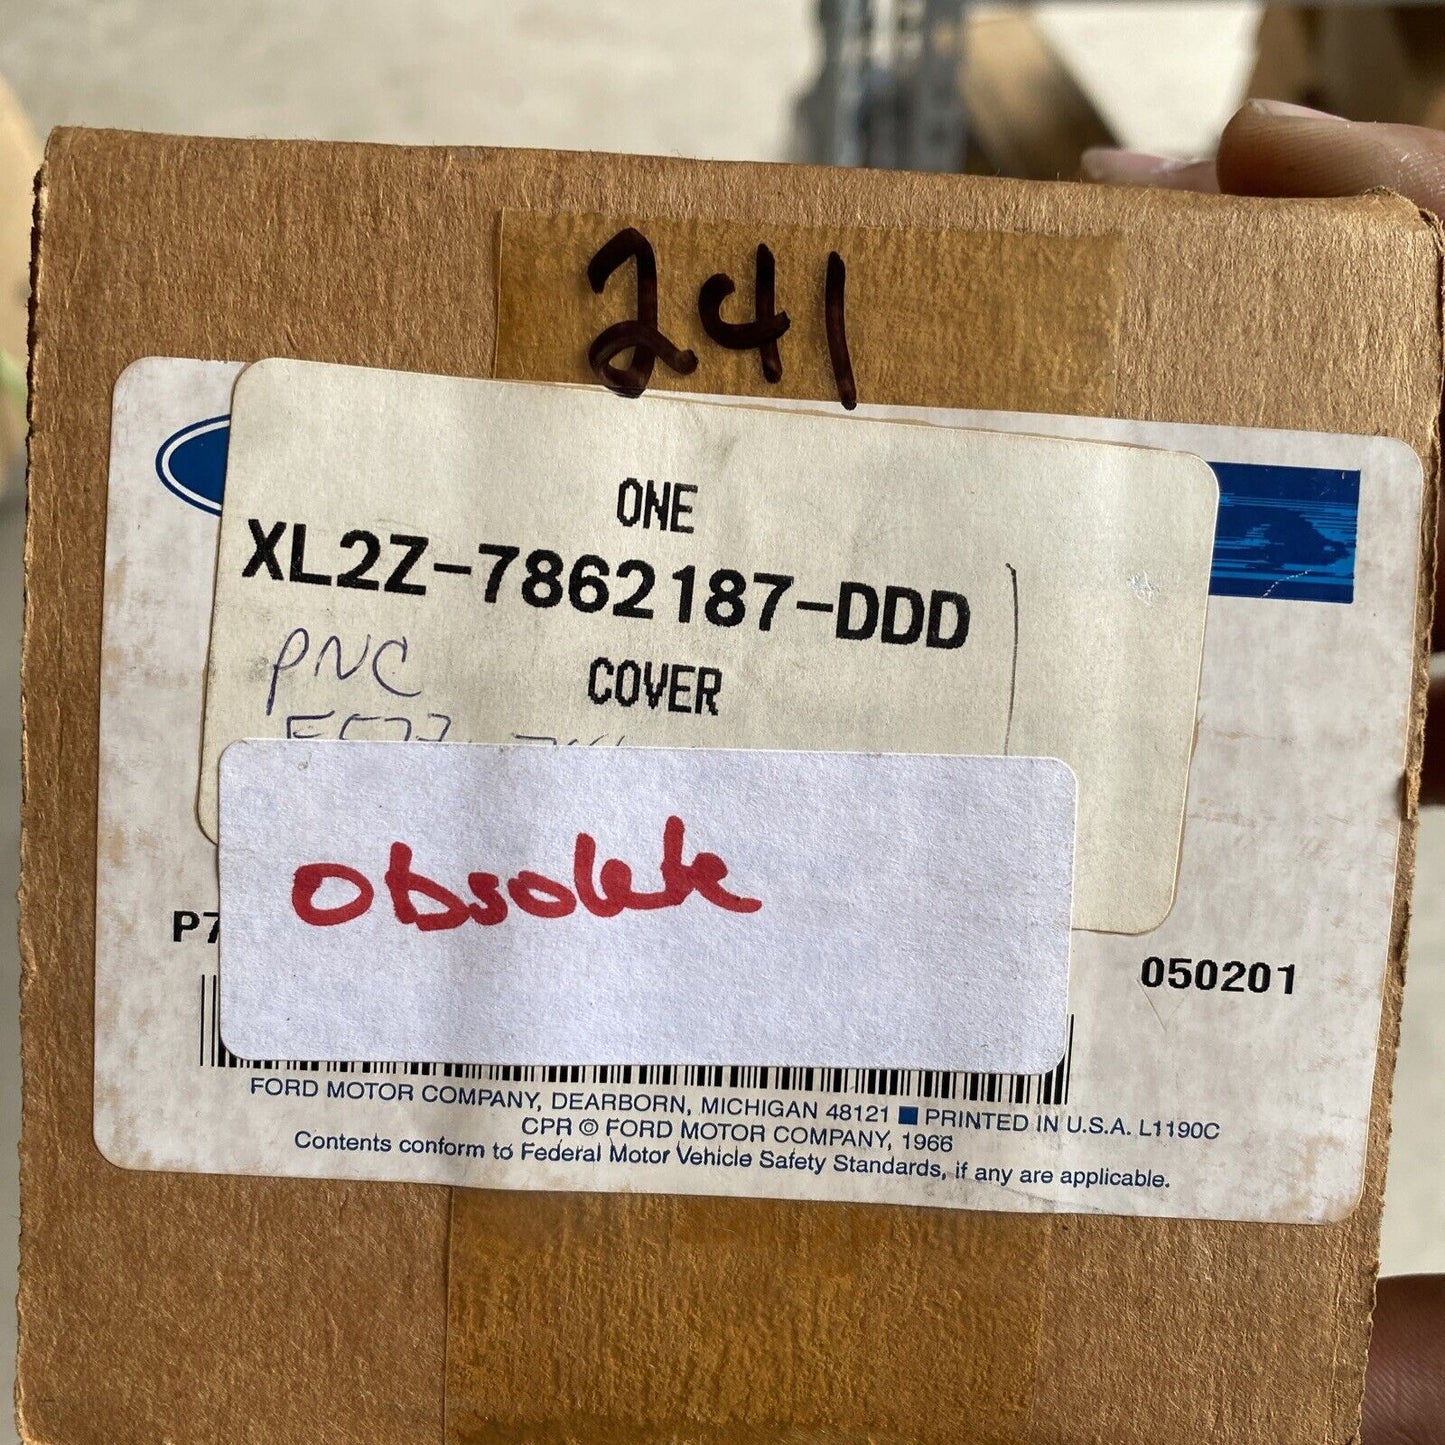 241
ONE
XL2Z-7862187-DDD
PNC
COVER
Obsolete
050201
FORD MOTOR COMPANY, DEARBORN, MICHIGAN 48121 ■ PRINTED IN U.S.A. L1190C
CPR © FORD MOTOR COMPANY, 1966
Contents conform to Federal Motor Vehicle Safety Standards, if any are applicable.